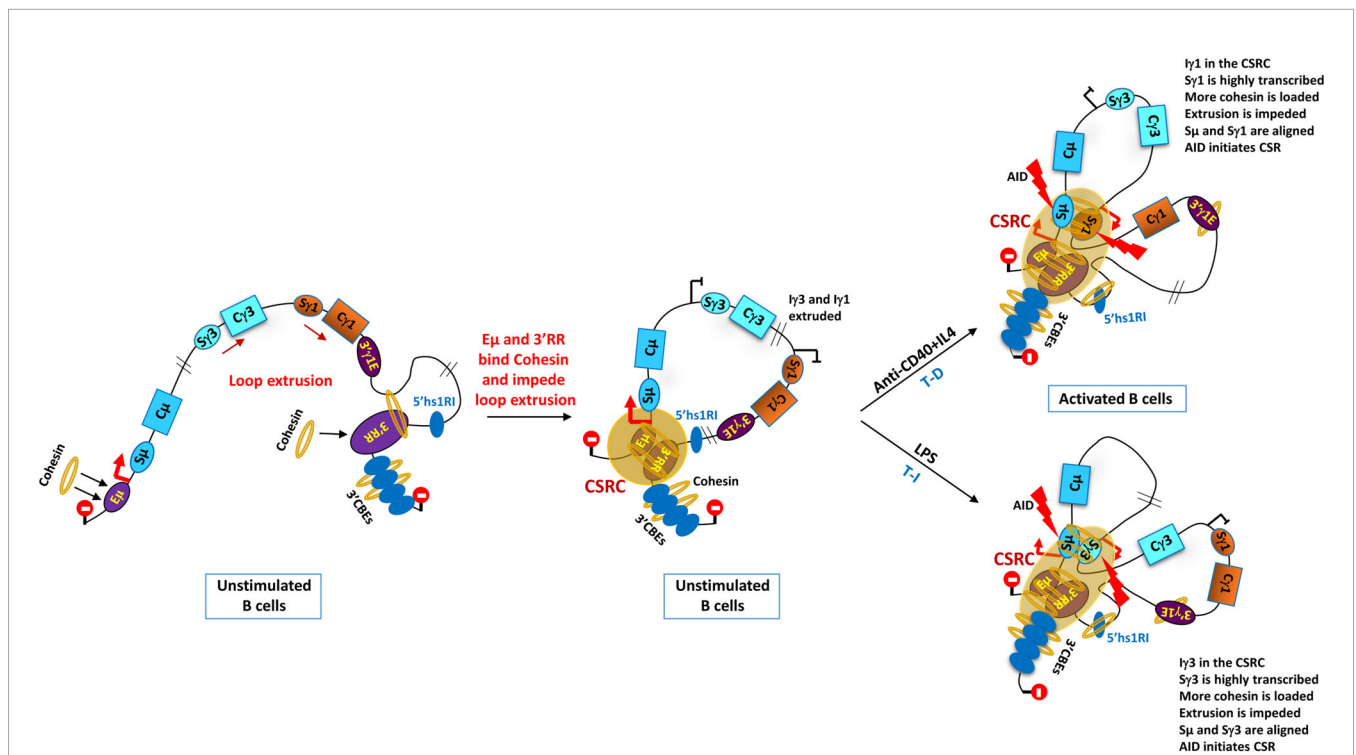 Sγ3
Cγ3
Sγ1
Cγ1
3'γ1E
Loop extrusion
Cμ
Sμ
Eμ
Cohesin
Cohesin
3'RR
5'hs1RI
3'CBEs
Unstimulated
B cells
Eμ and 3'RR
bind Cohesin
and impede
loop extrusion
Sγ3
Cγ3
Iγ3 and Iγ1
extruded
Cμ
Sγ1
Cγ1
Sμ
3'γ1E
5'hs1RI
Eμ
3'RR
CSRC
Cohesin
3'CBEs
Unstimulated
B cells
Anti-CD40+IL4
T-D
LPS
T-I
Iγ1 in the CSRC
Sγ1 is highly transcribed
More cohesin is loaded
Extrusion is impeded
Sμ and Sγ1 are aligned
AID initiates CSR
Sγ3
Cγ3
Cμ
AID
Sμ
Sγ1
CSRC
Cγ1
3'γ1E
Eμ
3'RR
5'hs1RI
3'CBEs
Activated B cells
Cμ
AID
Sμ
Sγ3
CSRC
Cγ3
Sγ1
Cγ1
3'γ1E
Eμ
3'RR
5'hs1RI
3'CBEs
Iγ3 in the CSRC
Sγ3 is highly transcribed
More cohesin is loaded
Extrusion is impeded
Sμ and Sγ3 are aligned
AID initiates CSR